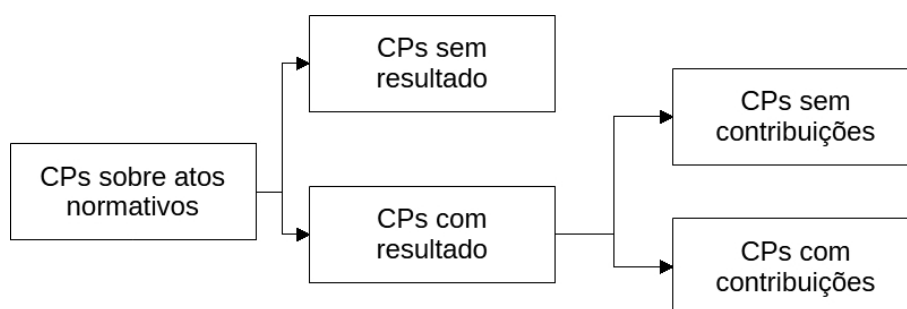 CPs sem
resultado
CPs sem
contribuições
CPs sobre atos
normativos
CPs com
resultado
CPs com
contribuições